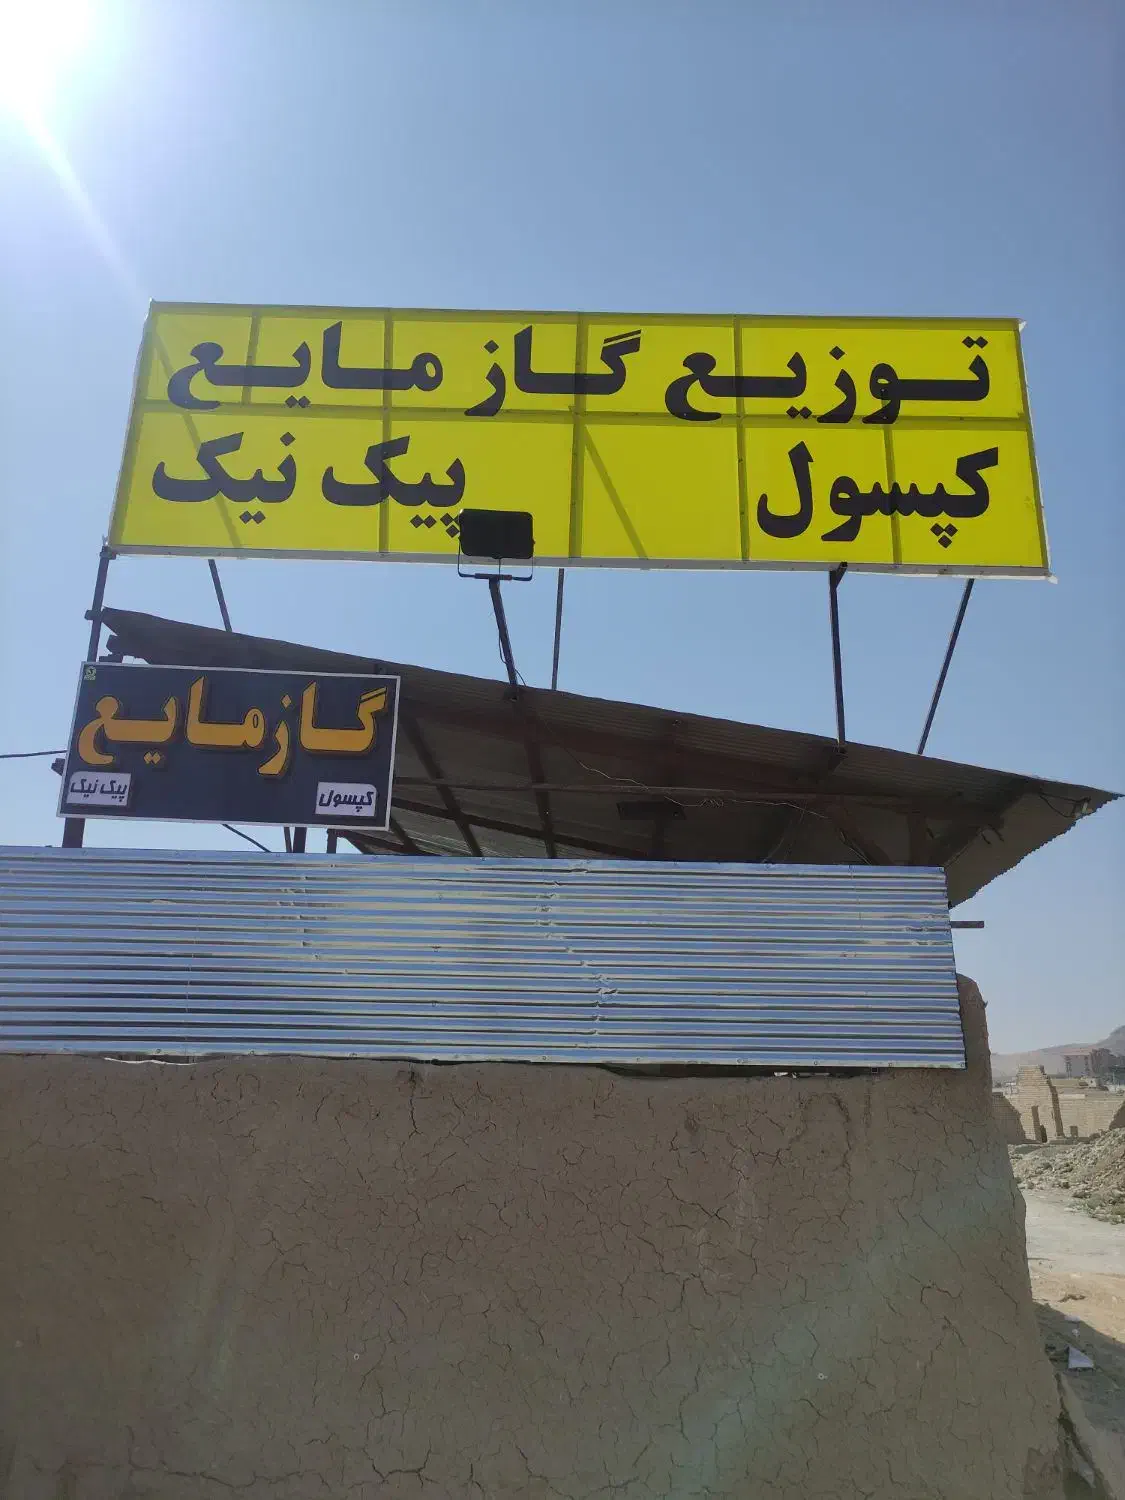 توزیع گاز مایع
کپسول پیک نیک
گاز مایع
کپسول پیک نیک